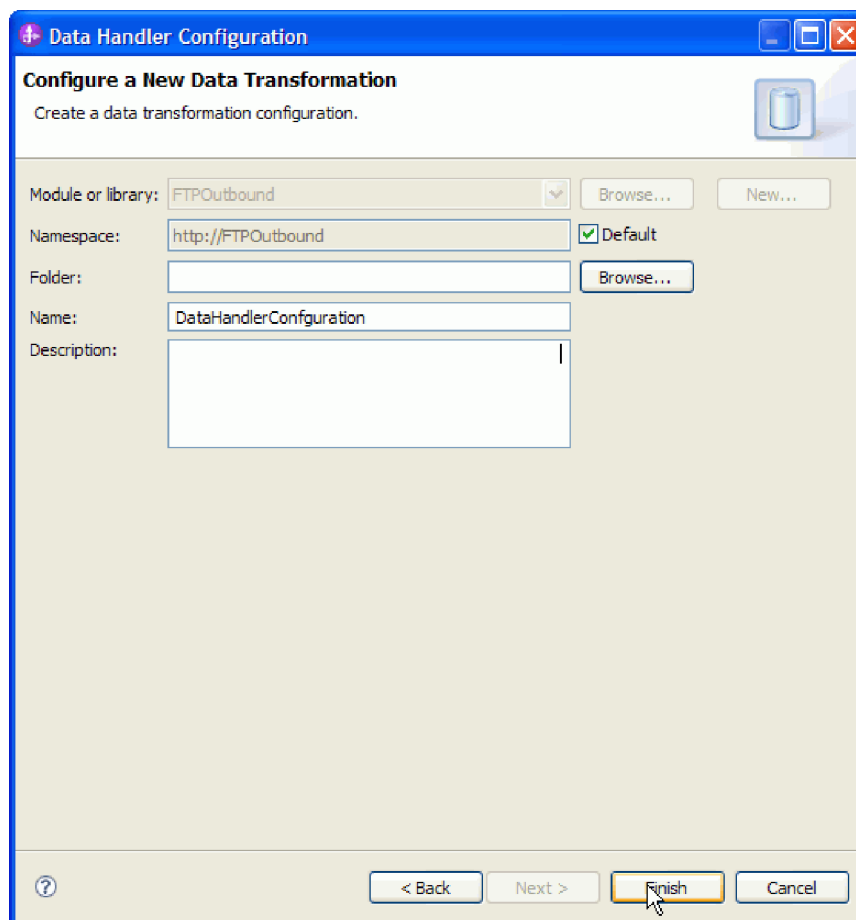 Data Handler Configuration
Configure a New Data Transformation
Create a data transformation configuration.
Module or library: FTPOutbound Browse... New...
Namespace: http://FTPOutbound Default
Folder: Browse...
Name: DataHandlerConfguration
Description:
< Back Next > Finish Cancel